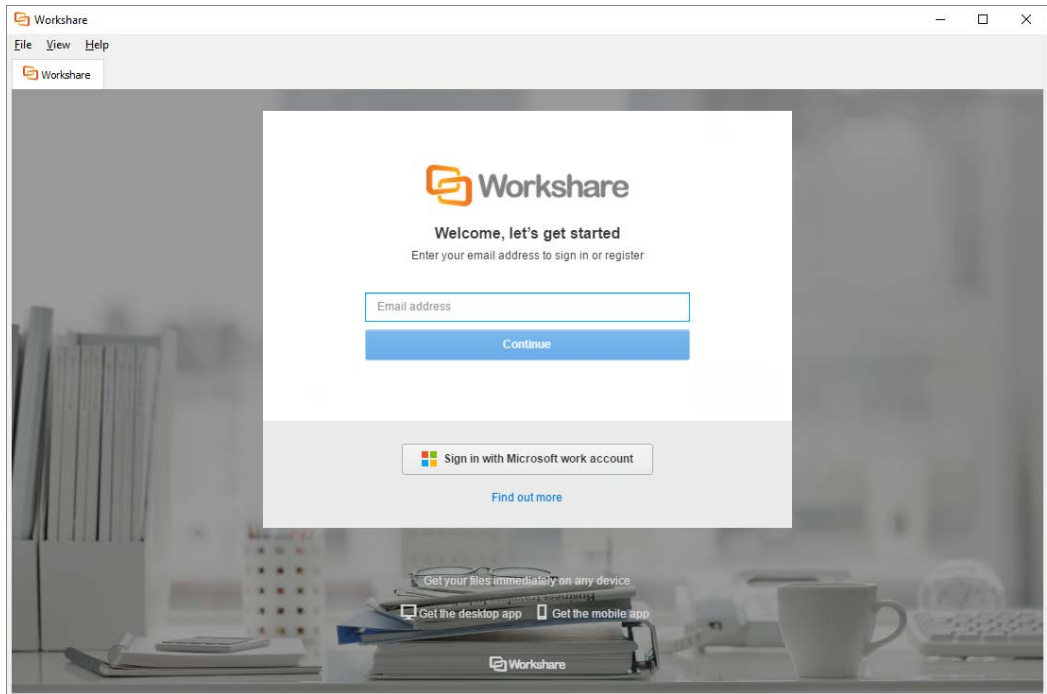 Workshare
File View Help
Workshare
Workshare
Welcome, let's get started
Enter your email address to sign in or register
Email address
Continue
Sign in with Microsoft work account
Find out more
Get your files immediately on any device
Get the desktop app Get the mobile app
Workshare